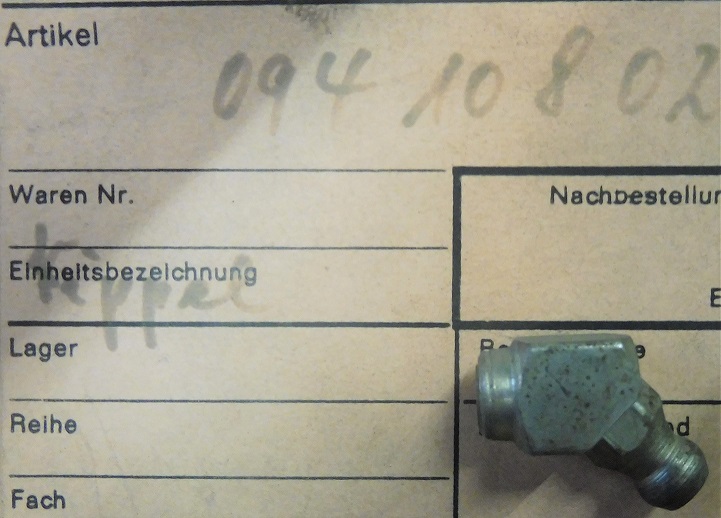 Artikel
094 10 8 02
Waren Nr.
Nachbestellun
Einheitsbezeichnung
E
Lager
Reihe
Fach